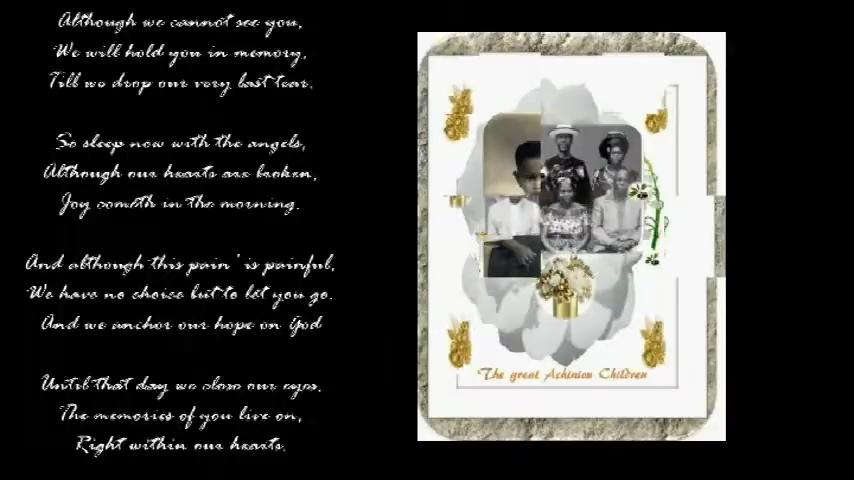 Although we cannot see you,
We will hold you in memory,
Till we drop our very last tear.
So sleep now with the angels,
Although our hearts are broken,
Joy cometh in the morning.
And although this pain ' is painful,
We have no choice but to let you go.
And we anchor our hope on God
Until that day we close our eyes.
The memories of you live on,
Right within our hearts.
The great Achinion Children